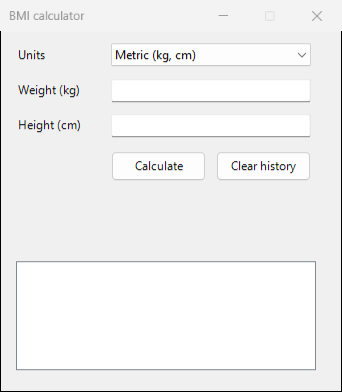 BMI calculator
Units
Metric (kg, cm)
Weight (kg)
Height (cm)
Calculate
Clear history